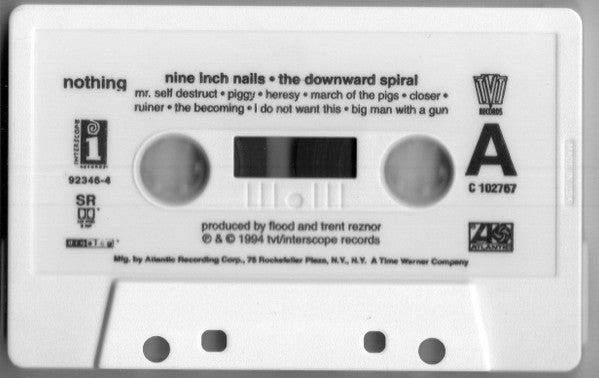 nine inch nails • the downward spiral
nothing
mr. self destruct • piggy • heresy • march of the pigs • closer •
ruiner • the becoming • i do not want this • big man with a gun
TVT
RECORDS
INTERSCOPE
i
RECORDS
92346-4
A
C 102767
SR
produced by flood and trent reznor
℗ & © 1994 tvt/interscope records
ATLANTIC
Mfg. by Atlantic Recording Corp., 75 Rockefeller Plaza, N.Y., N.Y. A Time Warner Company